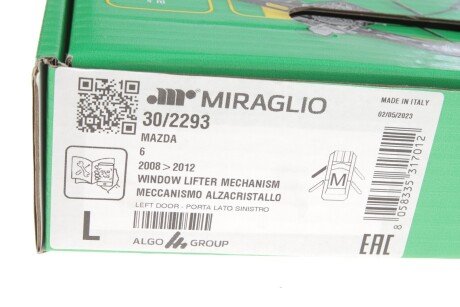 MIRAGLIO
MADE IN ITALY
30/2293
02/05/2023
MAZDA
6
2008 > 2012
M
WINDOW LIFTER MECHANISM
MECCANISMO ALZACRISTALLO
LEFT DOOR - PORTA LATO SINISTRO
L
ALGO GROUP
EAC
8 058335 317012